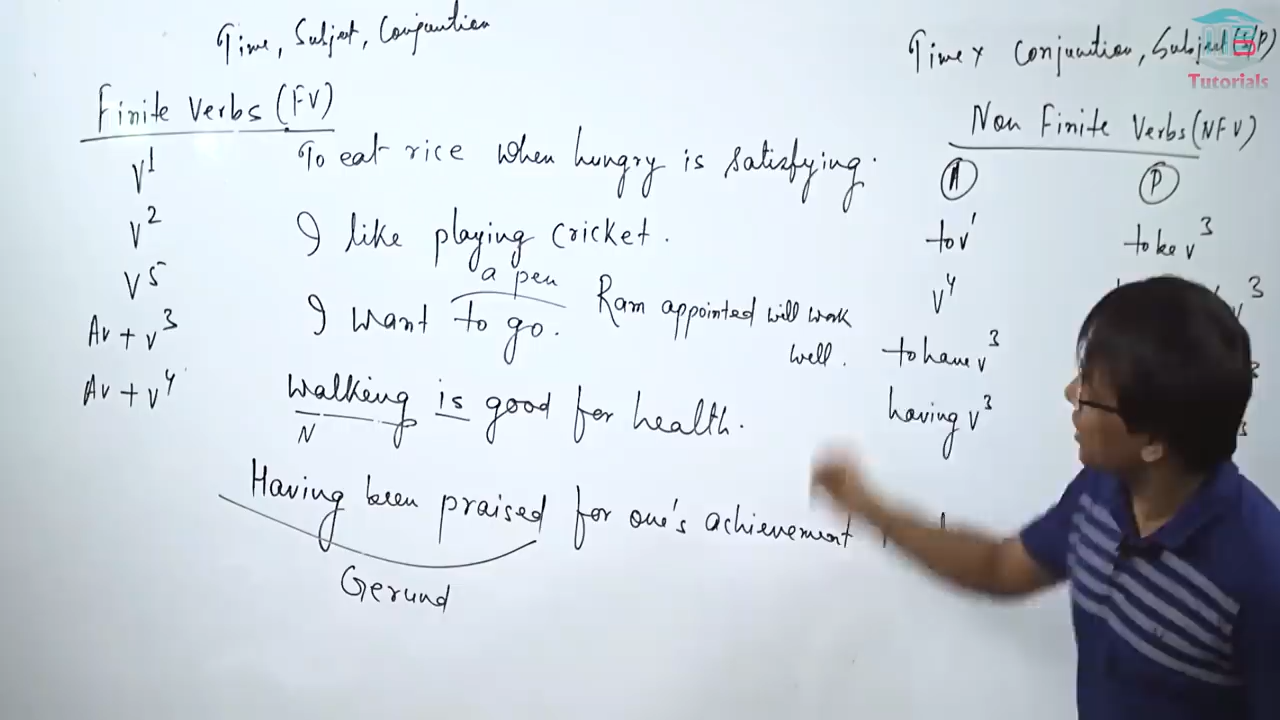 Time, Subject, Conjunction
Finite Verbs (FV)
V1
V2
V5
Av + v3
Av + v4
To eat rice when hungry is satisfying.
I like playing cricket.
a pen
I want to go.
Ram appointed will work
well.
Walking is good for health.
N
Having been praised for one's achievement
Gerund
Time x Conjunction, Subject (S/P)
Non Finite Verbs (NFV)
A P
to v1 to be v3
v4 v3
to have v3 3
having v3 3
Tutorials